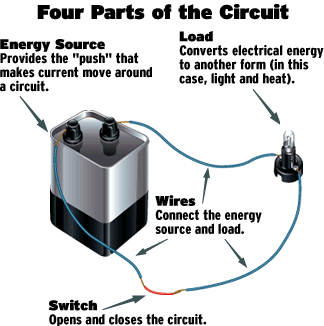 Four Parts of the Circuit
Energy Source
Provides the "push" that
makes current move around
a circuit.
Load
Converts electrical energy
to another form (in this
case, light and heat).
Wires
Connect the energy
source and load.
Switch
Opens and closes the circuit.